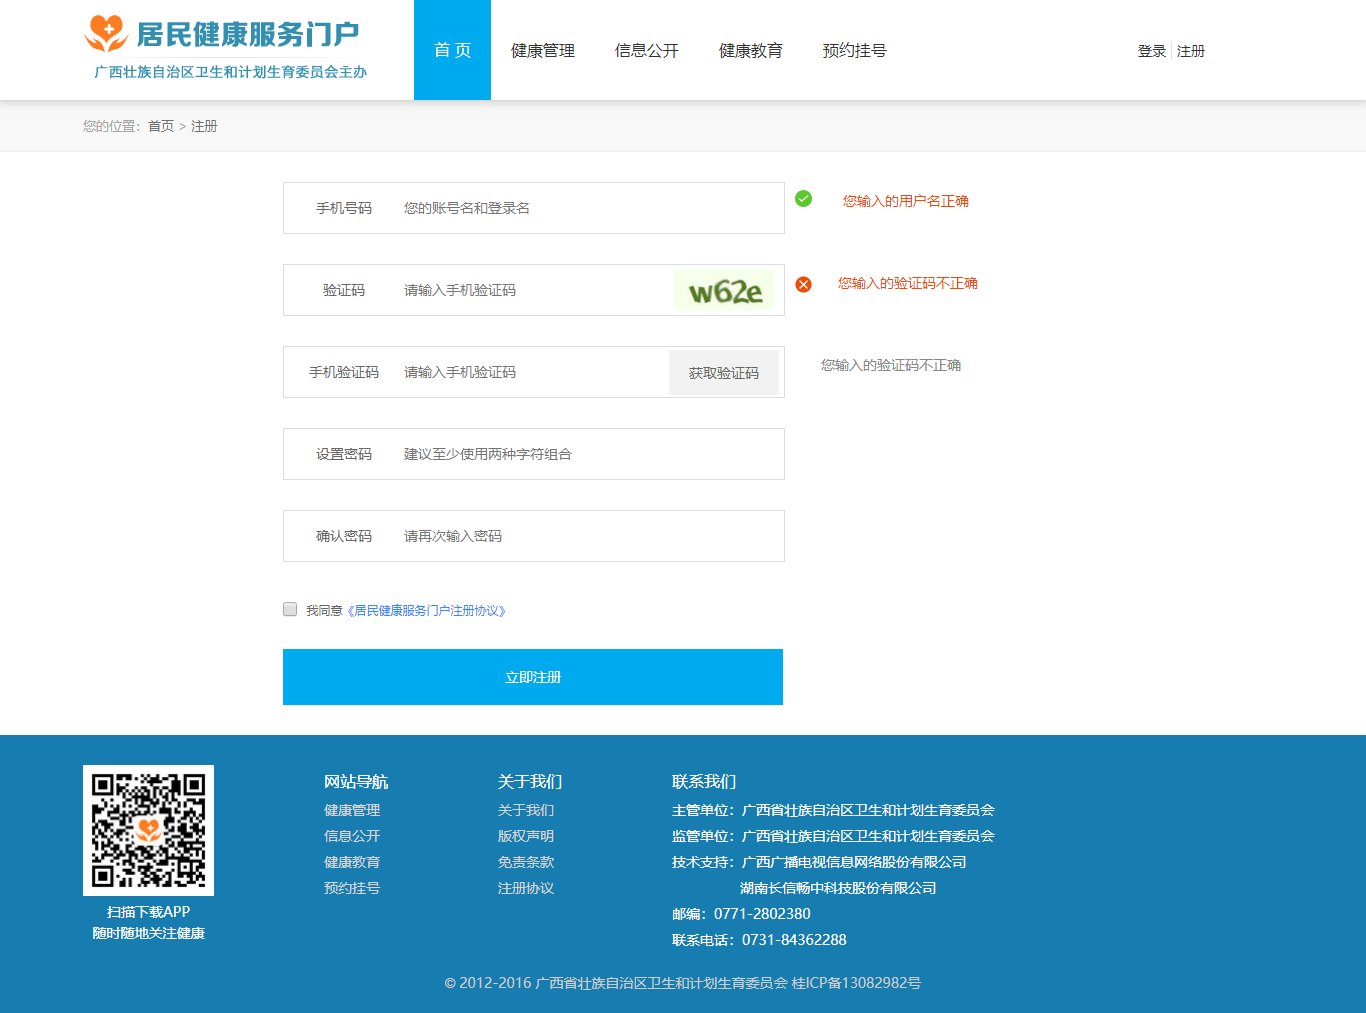 居民健康服务门户
广西壮族自治区卫生和计划生育委员会主办
首 页
健康管理
信息公开
健康教育
预约挂号
登录
注册
您的位置：首页 > 注册
手机号码
您的账号名和登录名
您输入的用户名正确
验证码
请输入手机验证码
w62e
您输入的验证码不正确
手机验证码
请输入手机验证码
获取验证码
您输入的验证码不正确
设置密码
建议至少使用两种字符组合
确认密码
请再次输入密码
我同意《居民健康服务门户注册协议》
立即注册
扫描下载APP
随时随地关注健康
网站导航
健康管理
信息公开
健康教育
预约挂号
关于我们
关于我们
版权声明
免责条款
注册协议
联系我们
主管单位：广西省壮族自治区卫生和计划生育委员会
监管单位：广西省壮族自治区卫生和计划生育委员会
技术支持：广西广播电视信息网络股份有限公司
湖南长信畅中科技股份有限公司
邮编：0771-2802380
联系电话：0731-84362288
© 2012-2016 广西省壮族自治区卫生和计划生育委员会 桂ICP备13082982号